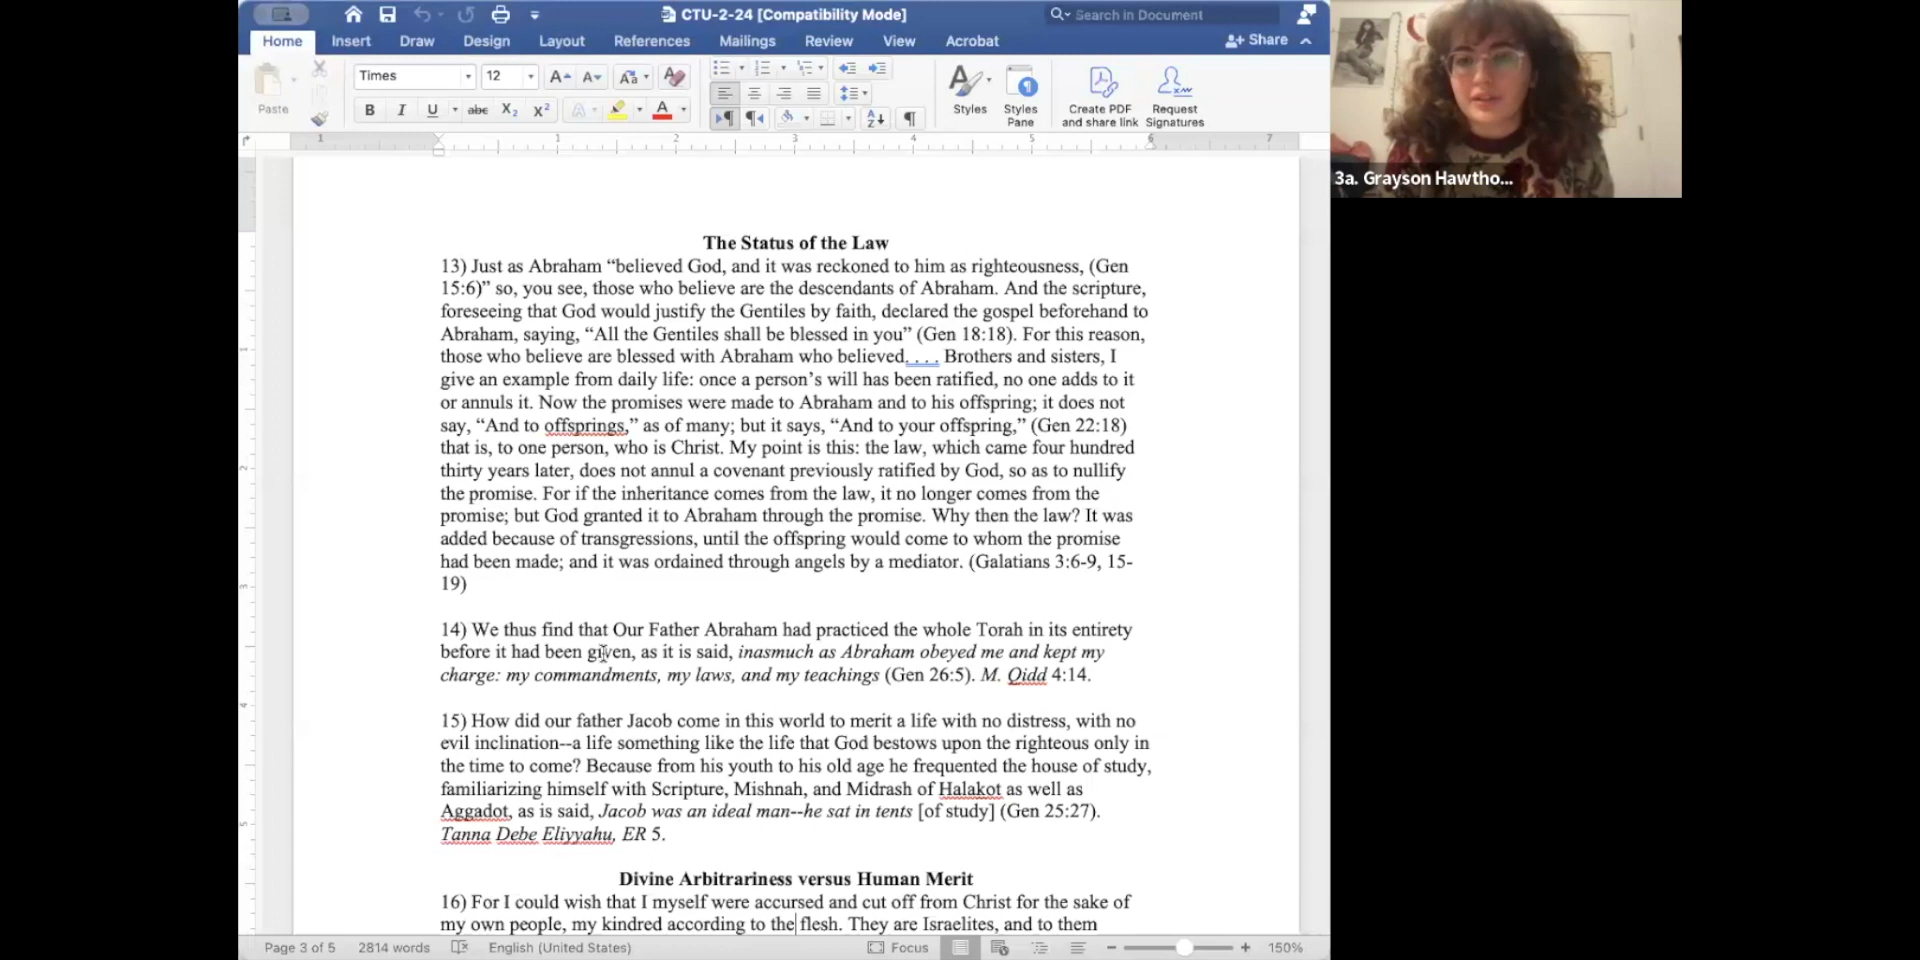 CTU-2-24 [Compatibility Mode]
Search in Document
Home Insert Draw Design Layout References Mailings Review View Acrobat Share
Paste
Times 12
B I U abc X2 X2 A A
Styles
Styles Pane
Create PDF and share link
Request Signatures
1 1 2 3 4 5 6 7
The Status of the Law
13) Just as Abraham “believed God, and it was reckoned to him as righteousness, (Gen
15:6)” so, you see, those who believe are the descendants of Abraham. And the scripture,
foreseeing that God would justify the Gentiles by faith, declared the gospel beforehand to
Abraham, saying, “All the Gentiles shall be blessed in you” (Gen 18:18). For this reason,
those who believe are blessed with Abraham who believed. . . . Brothers and sisters, I
give an example from daily life: once a person’s will has been ratified, no one adds to it
or annuls it. Now the promises were made to Abraham and to his offspring; it does not
say, “And to offsprings,” as of many; but it says, “And to your offspring,” (Gen 22:18)
that is, to one person, who is Christ. My point is this: the law, which came four hundred
thirty years later, does not annul a covenant previously ratified by God, so as to nullify
the promise. For if the inheritance comes from the law, it no longer comes from the
promise; but God granted it to Abraham through the promise. Why then the law? It was
added because of transgressions, until the offspring would come to whom the promise
had been made; and it was ordained through angels by a mediator. (Galatians 3:6-9, 15-
19)
14) We thus find that Our Father Abraham had practiced the whole Torah in its entirety
before it had been given, as it is said, inasmuch as Abraham obeyed me and kept my
charge: my commandments, my laws, and my teachings (Gen 26:5). M. Qidd 4:14.
15) How did our father Jacob come in this world to merit a life with no distress, with no
evil inclination--a life something like the life that God bestows upon the righteous only in
the time to come? Because from his youth to his old age he frequented the house of study,
familiarizing himself with Scripture, Mishnah, and Midrash of Halakot as well as
Aggadot, as is said, Jacob was an ideal man--he sat in tents [of study] (Gen 25:27).
Tanna Debe Eliyyahu, ER 5.
Divine Arbitrariness versus Human Merit
16) For I could wish that I myself were accursed and cut off from Christ for the sake of
my own people, my kindred according to the flesh. They are Israelites, and to them
Page 3 of 5 2814 words English (United States) Focus 150%
3a. Grayson Hawtho...